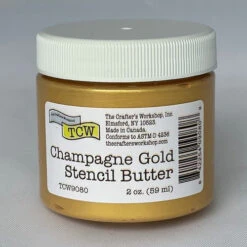 TCW
The Crafter's Workshop, Inc.
Elmsford, NY 10523
Made in Canada.
Conforms to ASTM D 4236
thecraftersworkshop.com
Champagne Gold
Stencil Butter
TCW9080
2 oz. (59 ml)